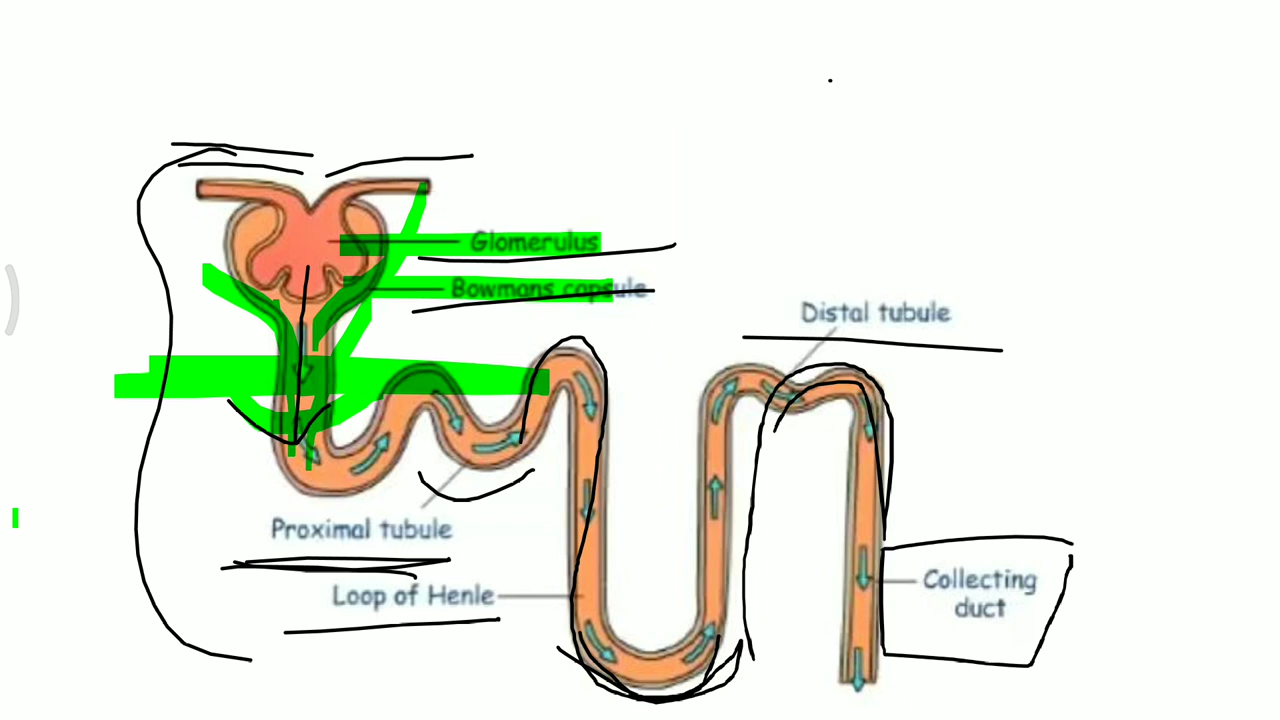 Glomerulus
Bowmans capsule
Distal tubule
Proximal tubule
Loop of Henle
Collecting
duct